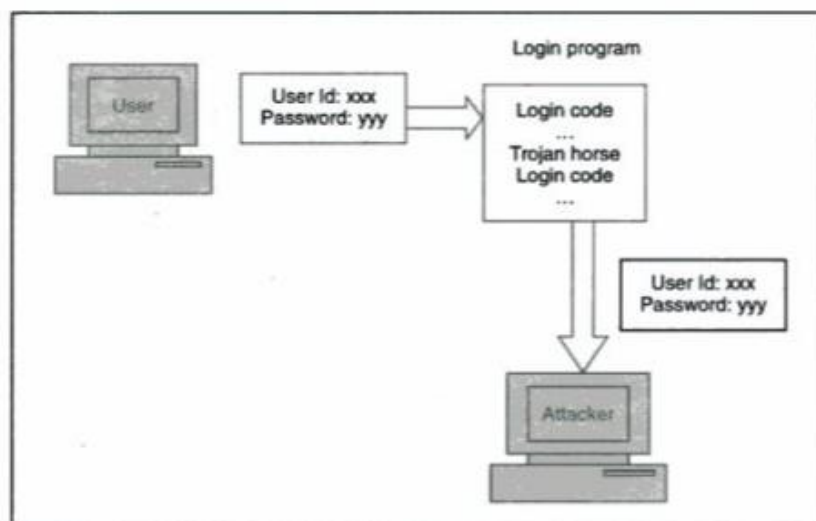 Login program
User
User Id: xxx
Password: yyy
Login code
...
Trojan horse
Login code
...
User Id: xxx
Password: yyy
Attacker